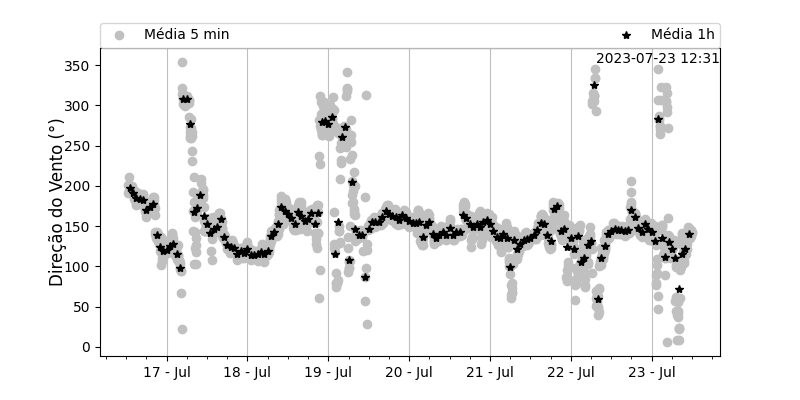 Média 5 min
Média 1h
2023-07-23 12:31
Direção do Vento (°)
350
300
250
200
150
100
50
0
17 - Jul
18 - Jul
19 - Jul
20 - Jul
21 - Jul
22 - Jul
23 - Jul